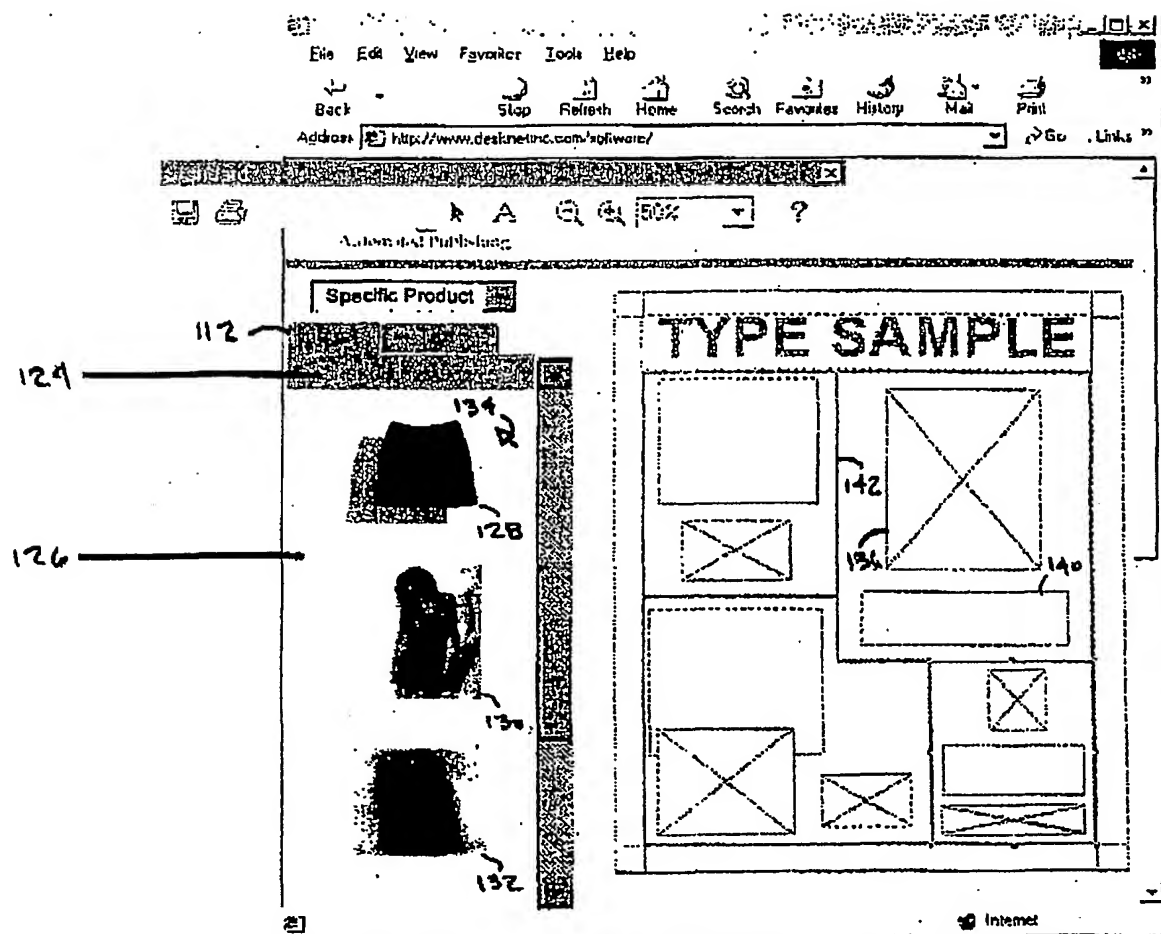 File Edit View Favorites Tools Help
Back Stop Refresh Home Search Favorites History Mail Print »
Address http://www.desknetinc.com/software/ Go Links »
50% ?
Automated Publishing
Specific Product
TYPE SAMPLE
112
124
134
142
128
126
136
140
130
132
Internet